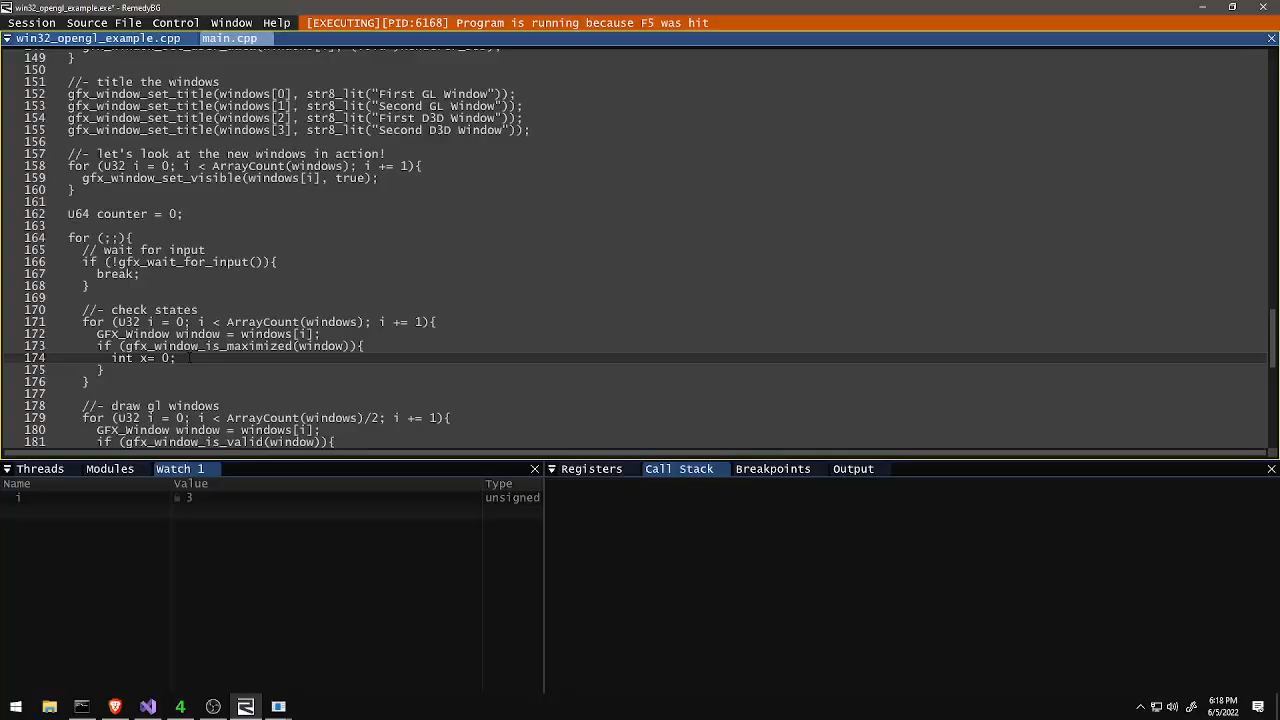 win32_opengl_example.exe* - RemedyBG
Session Source File Control Window Help [EXECUTING][PID:6168] Program is running because F5 was hit
win32_opengl_example.cpp main.cpp
149
150 }
151 //- title the windows
152 gfx_window_set_title(windows[0], str8_lit("First GL Window"));
153 gfx_window_set_title(windows[1], str8_lit("Second GL Window"));
154 gfx_window_set_title(windows[2], str8_lit("First D3D Window"));
155 gfx_window_set_title(windows[3], str8_lit("Second D3D Window"));
156
157 //- let's look at the new windows in action!
158 for (U32 i = 0; i < ArrayCount(windows); i += 1){
159 gfx_window_set_visible(windows[i], true);
160 }
161
162 U64 counter = 0;
163
164 for (;;){
165 // wait for input
166 if (!gfx_wait_for_input()){
167 break;
168 }
169
170 //- check states
171 for (U32 i = 0; i < ArrayCount(windows); i += 1){
172 GFX_Window window = windows[i];
173 if (gfx_window_is_maximized(window)){
174 int x= 0;
175 }
176 }
177
178 //- draw gl windows
179 for (U32 i = 0; i < ArrayCount(windows)/2; i += 1){
180 GFX_Window window = windows[i];
181 if (gfx_window_is_valid(window)){
Threads Modules Watch 1 Registers Call Stack Breakpoints Output
Name Value Type
i 3 unsigned
4
6:18 PM
6/5/2022